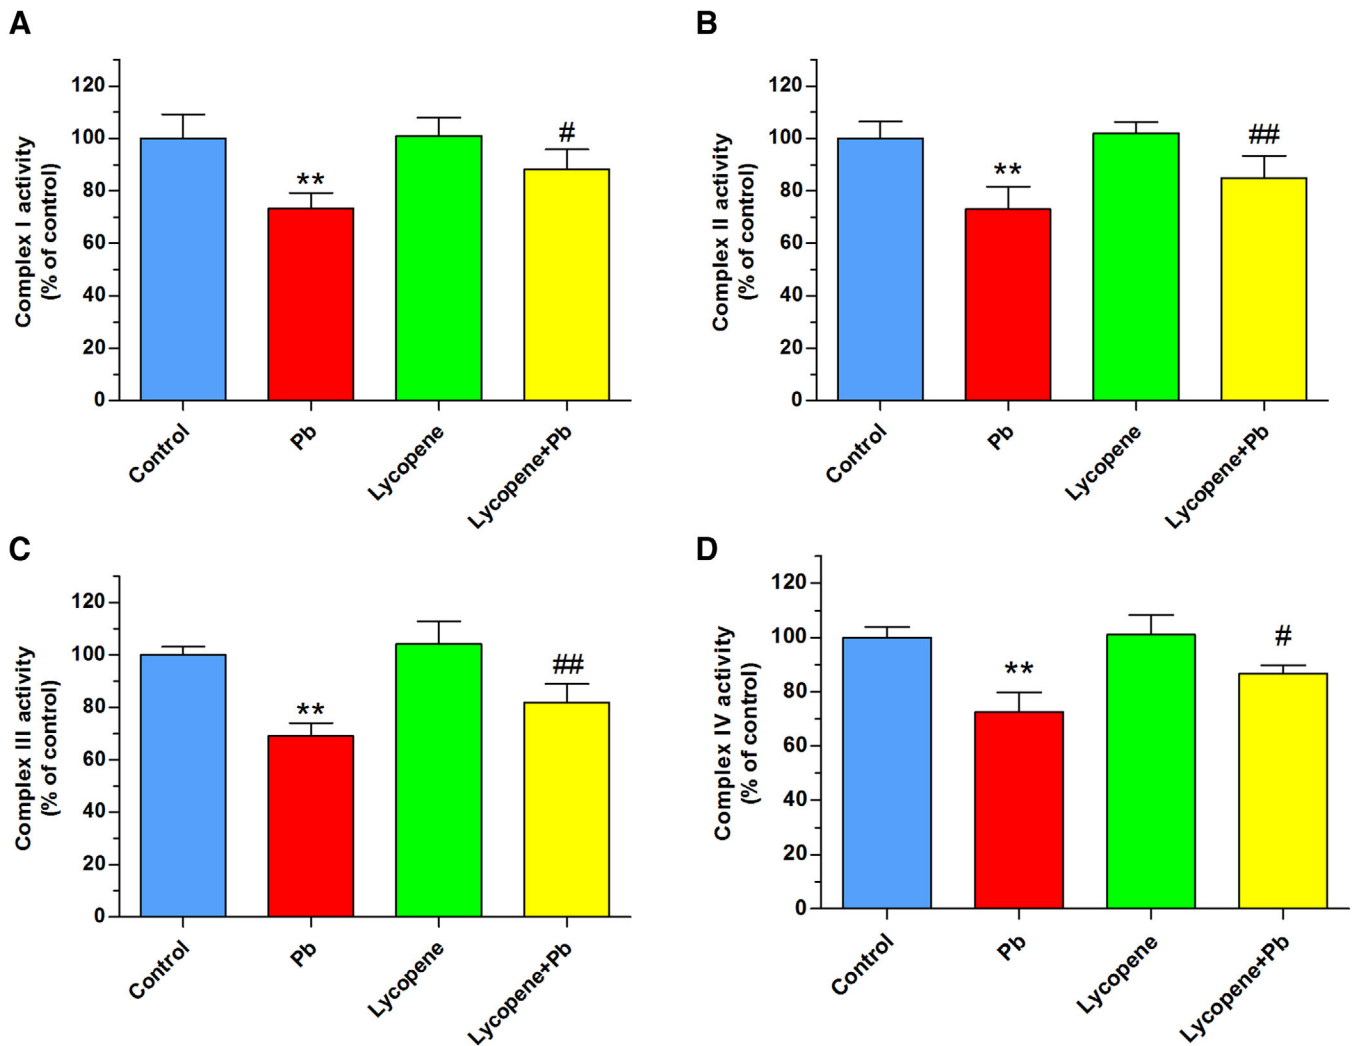 A
Complex I activity
(% of control)
120
100
80
60
40
20
0
**
#
Control
Pb
Lycopene
Lycopene+Pb
B
Complex II activity
(% of control)
120
100
80
60
40
20
0
**
##
Control
Pb
Lycopene
Lycopene+Pb
C
Complex III activity
(% of control)
120
100
80
60
40
20
0
**
##
Control
Pb
Lycopene
Lycopene+Pb
D
Complex IV activity
(% of control)
120
100
80
60
40
20
0
**
#
Control
Pb
Lycopene
Lycopene+Pb